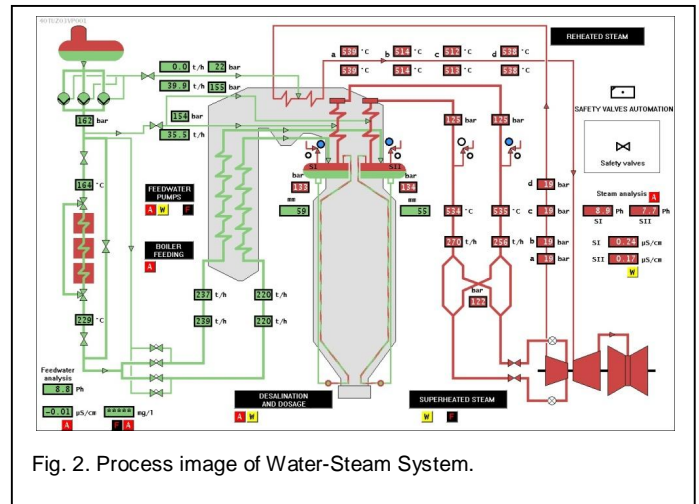 a 539 °C b 514 °C c 512 °C d 538 °C
539 °C 514 °C 513 °C 538 °C
REHEATED STEAM
0.0 t/h 22 bar
39.9 t/h 155 bar
162 bar
154 bar
35.5 t/h
125 bar 125 bar
SAFETY VALVES AUTOMATION
Safety valves
164 °C
FEEDWATER
PUMPS
A W F
BOILER
FEEDING
A
SI SII
bar bar
133 134
mm mm
59 55
534 °C 535 °C
270 t/h 256 t/h
bar
122
d 19 bar
c 19 bar
b 19 bar
a 19 bar
Steam analysis A
8.9 Ph 7.7 Ph
SI SII
SI 0.24 µS/cm
SII 0.17 µS/cm
W
237 t/h 220 t/h
239 t/h 220 t/h
229 °C
Feedwater
analysis
8.8 Ph
-0.01 µS/cm ***** mg/l
A F A
DESALINATION
AND DOSAGE
A W
SUPERHEATED STEAM
W F
Fig. 2. Process image of Water-Steam System.